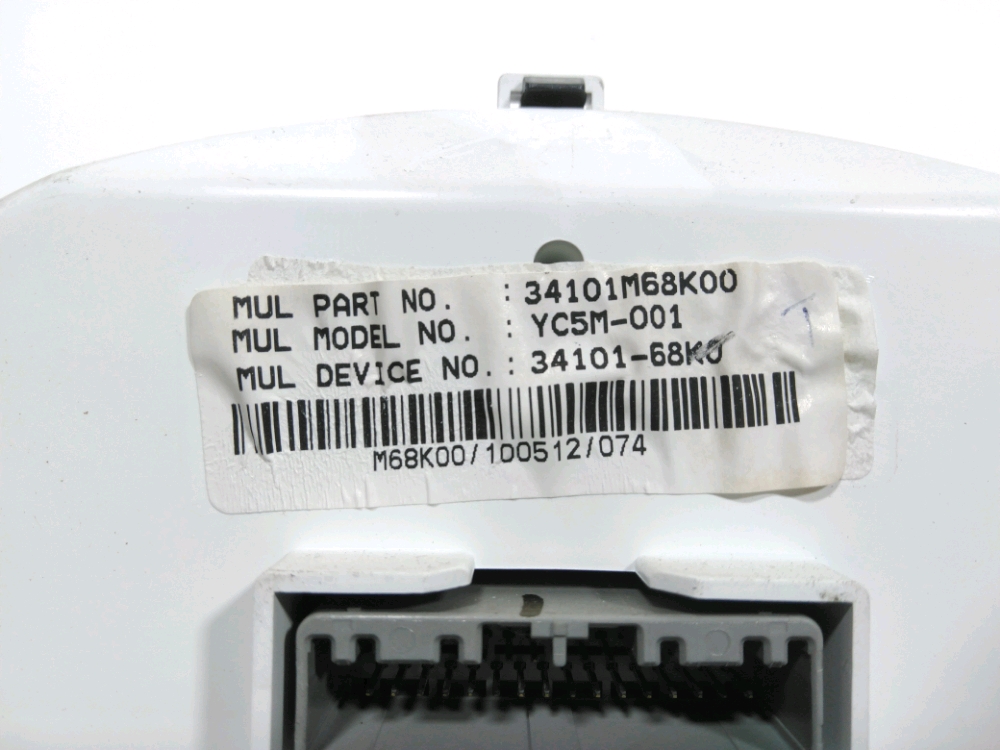 MUL PART NO. : 34101M68K00
MUL MODEL NO. : YC5M-001
MUL DEVICE NO. : 34101-68K0
M68K00/100512/074